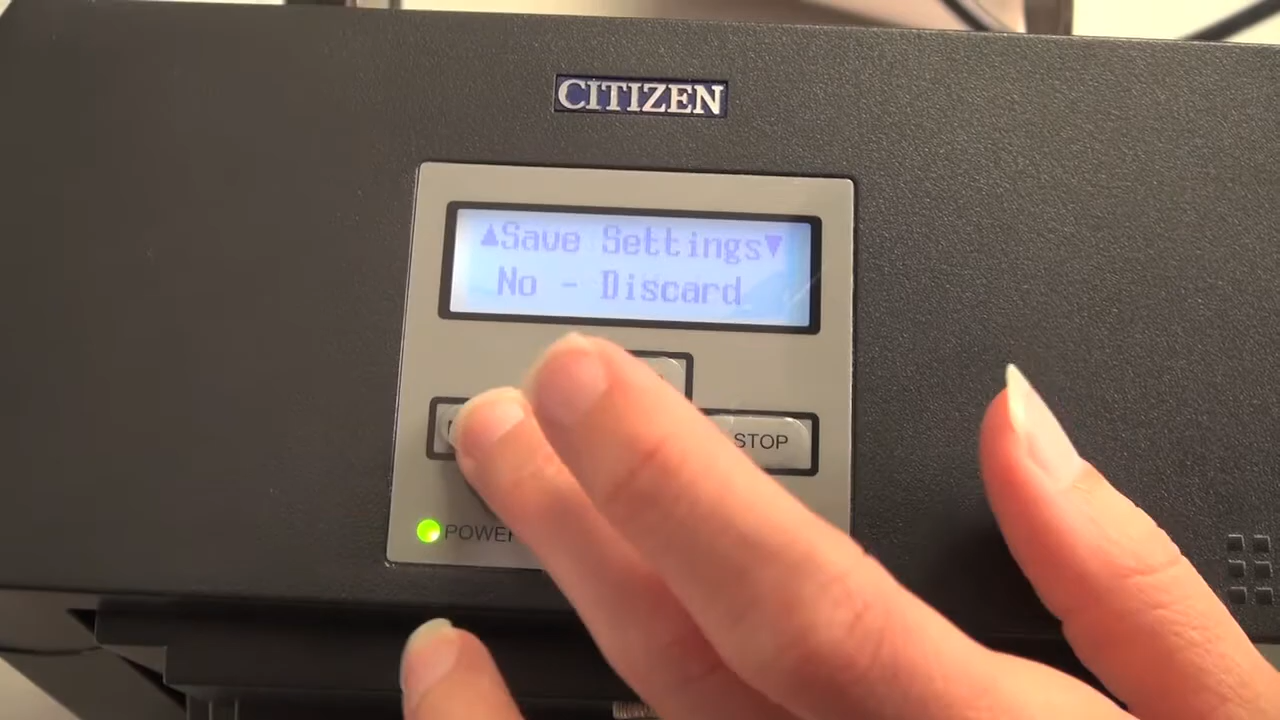 CITIZEN
▲Save Settings▼
No - Discard
STOP
POWER